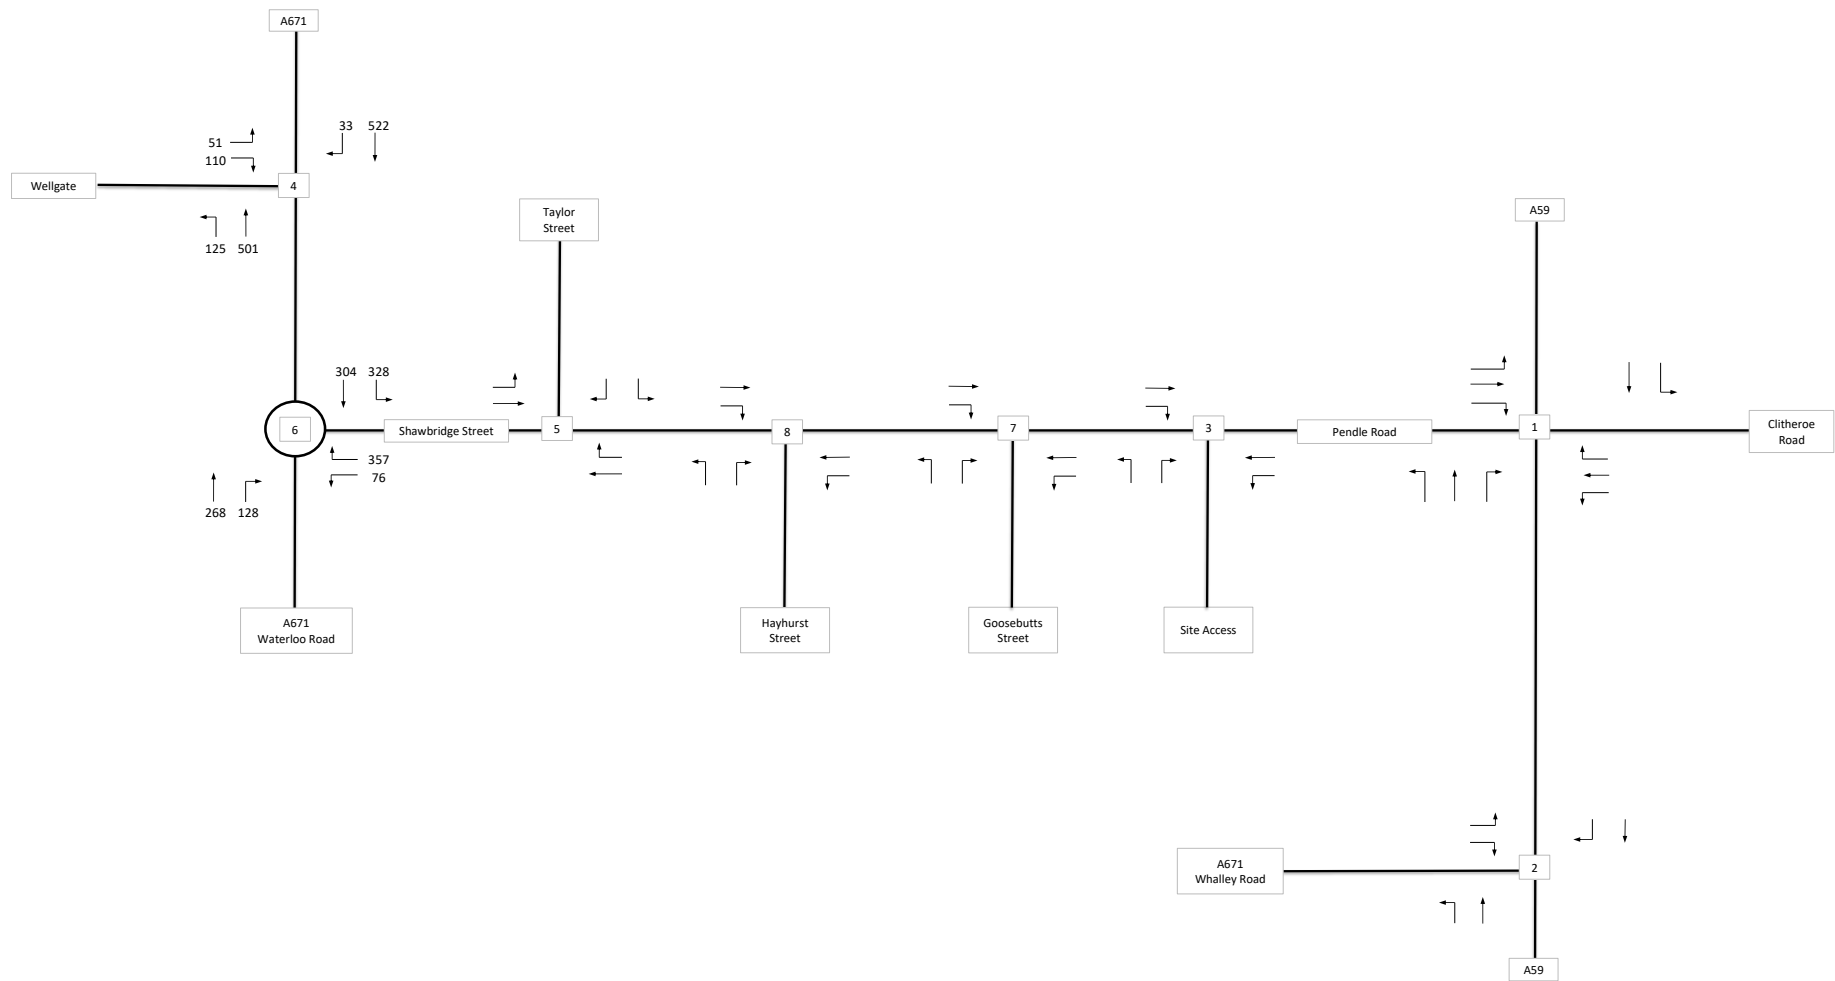 A671
33 522
51
110
Wellgate
4
125 501
Taylor
Street
A59
304 328
6
Shawbridge Street
5
8
7
3
Pendle Road
1
Clitheroe
Road
357
76
268 128
A671
Waterloo Road
Hayhurst
Street
Goosebutts
Street
Site Access
A671
Whalley Road
2
A59